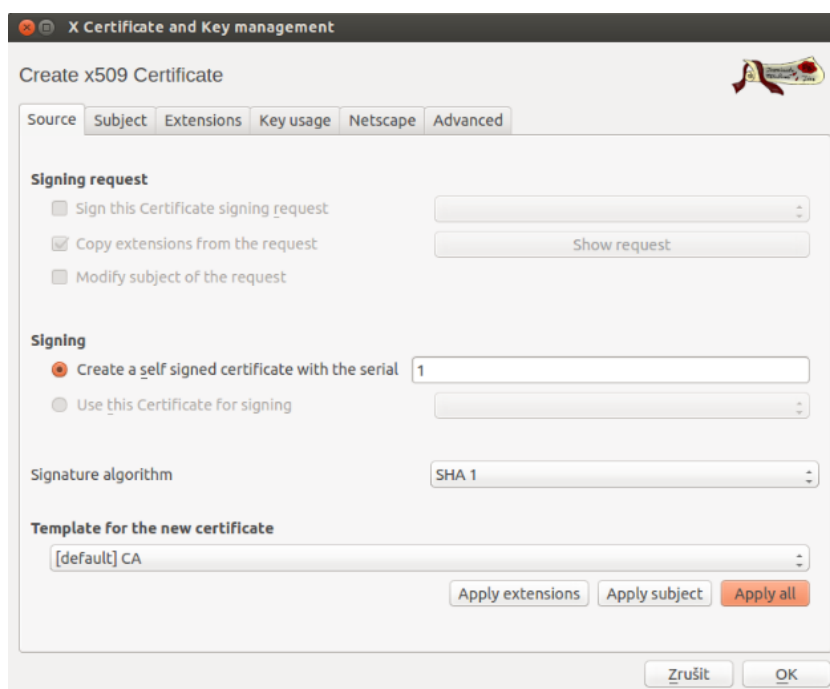 X Certificate and Key management
Create x509 Certificate
Source Subject Extensions Key usage Netscape Advanced
Signing request
Sign this Certificate signing request
Copy extensions from the request Show request
Modify subject of the request
Signing
Create a self signed certificate with the serial 1
Use this Certificate for signing
Signature algorithm SHA 1
Template for the new certificate
[default] CA
Apply extensions Apply subject Apply all
Zrušit OK